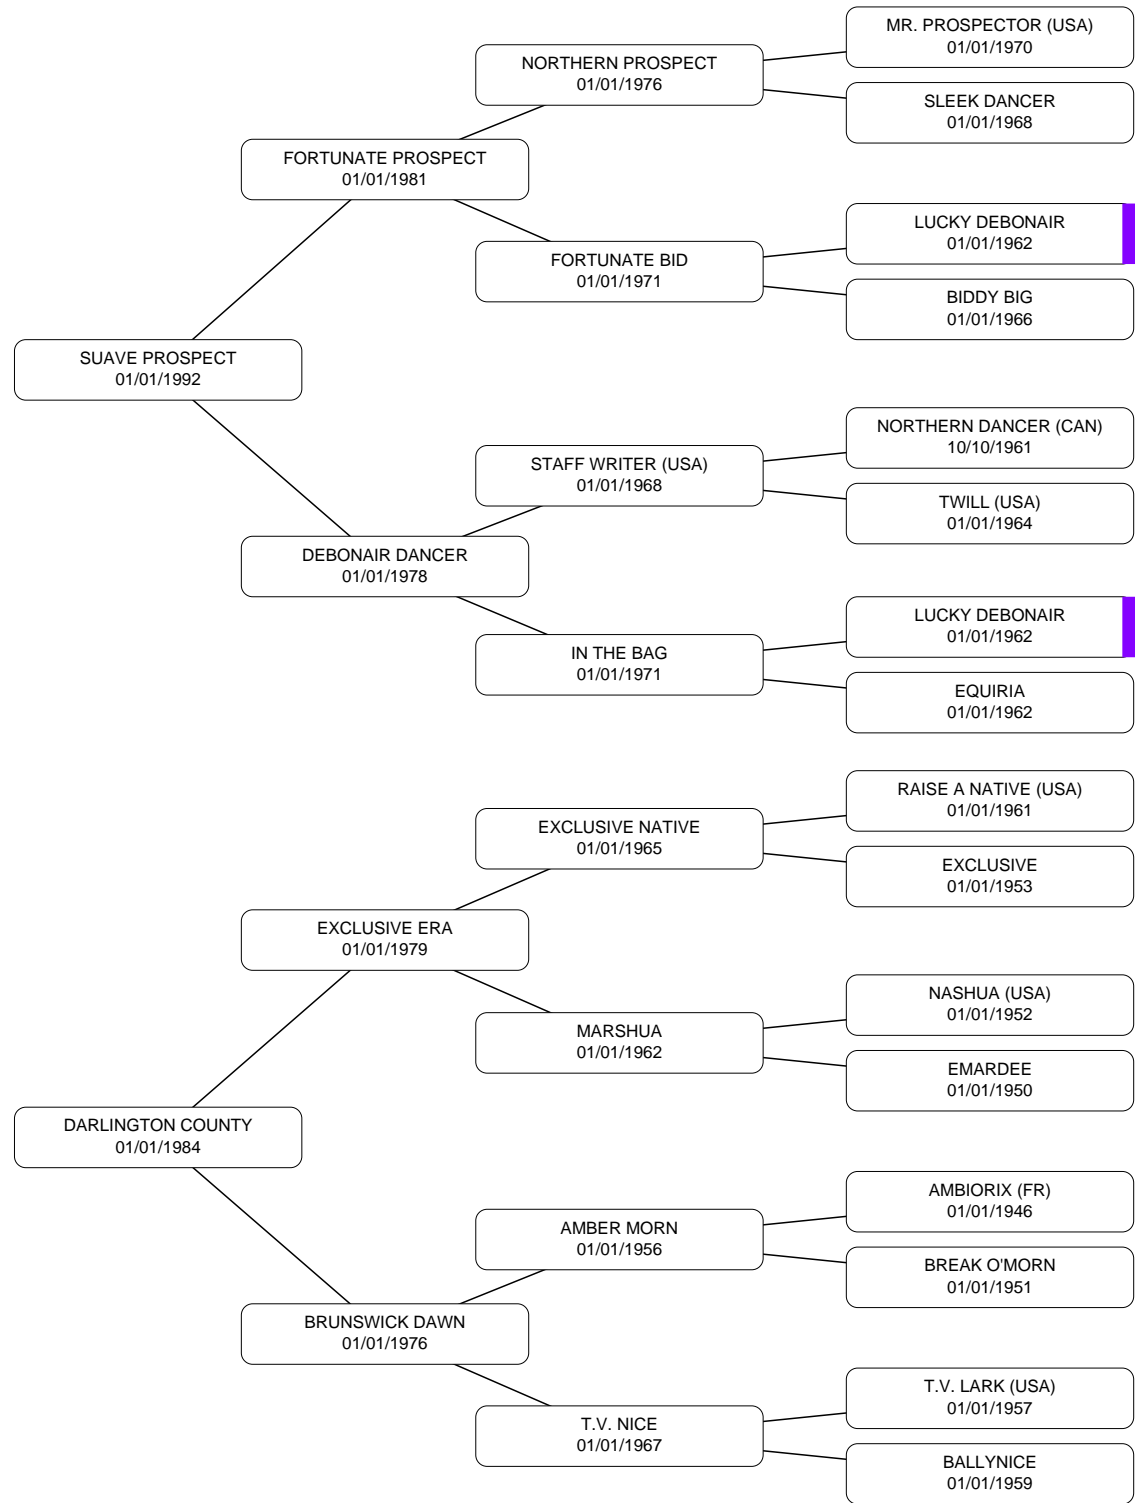 MR. PROSPECTOR (USA)
01/01/1970
NORTHERN PROSPECT
01/01/1976
SLEEK DANCER
01/01/1968
FORTUNATE PROSPECT
01/01/1981
LUCKY DEBONAIR
01/01/1962
FORTUNATE BID
01/01/1971
BIDDY BIG
01/01/1966
SUAVE PROSPECT
01/01/1992
NORTHERN DANCER (CAN)
10/10/1961
STAFF WRITER (USA)
01/01/1968
TWILL (USA)
01/01/1964
DEBONAIR DANCER
01/01/1978
LUCKY DEBONAIR
01/01/1962
IN THE BAG
01/01/1971
EQUIRIA
01/01/1962
RAISE A NATIVE (USA)
01/01/1961
EXCLUSIVE NATIVE
01/01/1965
EXCLUSIVE
01/01/1953
EXCLUSIVE ERA
01/01/1979
NASHUA (USA)
01/01/1952
MARSHUA
01/01/1962
EMARDEE
01/01/1950
DARLINGTON COUNTY
01/01/1984
AMBIORIX (FR)
01/01/1946
AMBER MORN
01/01/1956
BREAK O'MORN
01/01/1951
BRUNSWICK DAWN
01/01/1976
T.V. LARK (USA)
01/01/1957
T.V. NICE
01/01/1967
BALLYNICE
01/01/1959